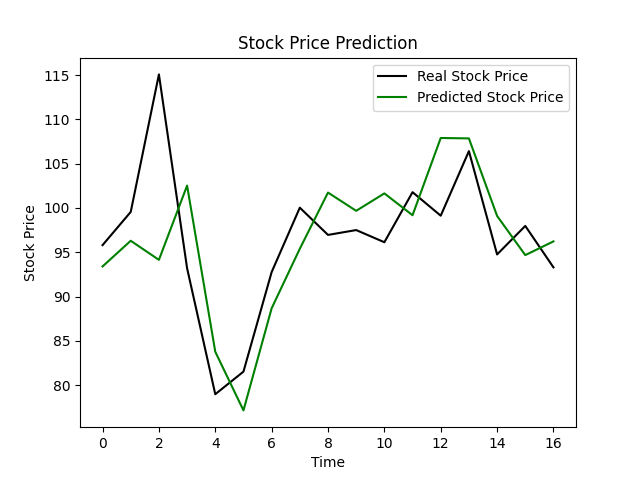 Stock Price Prediction
Real Stock Price
Predicted Stock Price
115
110
105
100
95
90
85
80
Stock Price
0 2 4 6 8 10 12 14 16
Time